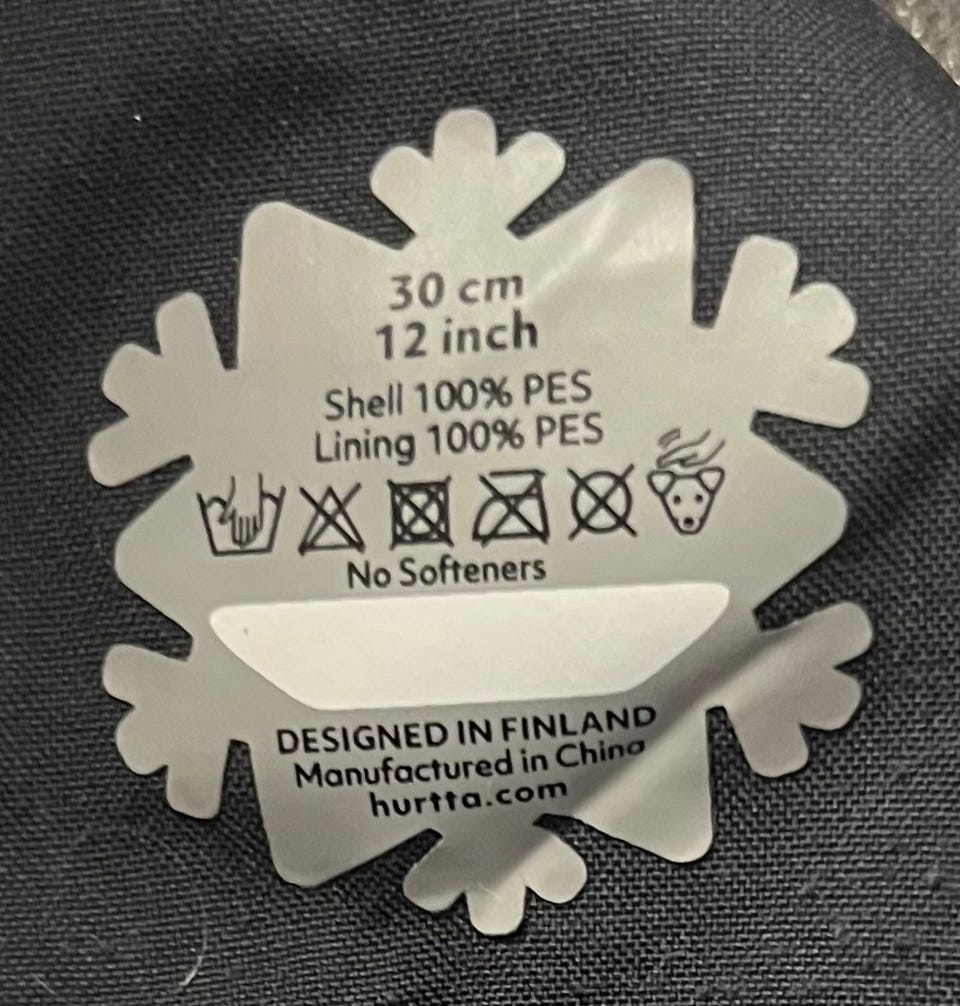 30 cm
12 inch
Shell 100% PES
Lining 100% PES
No Softeners
DESIGNED IN FINLAND
Manufactured in China
hurtta.com